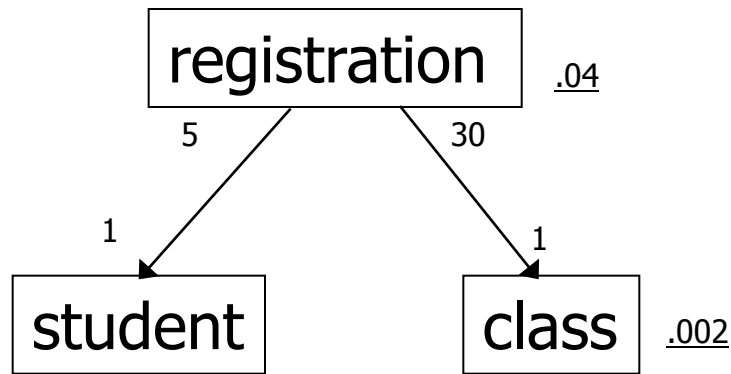 registration
.04
5
30
1
1
student
class
.002